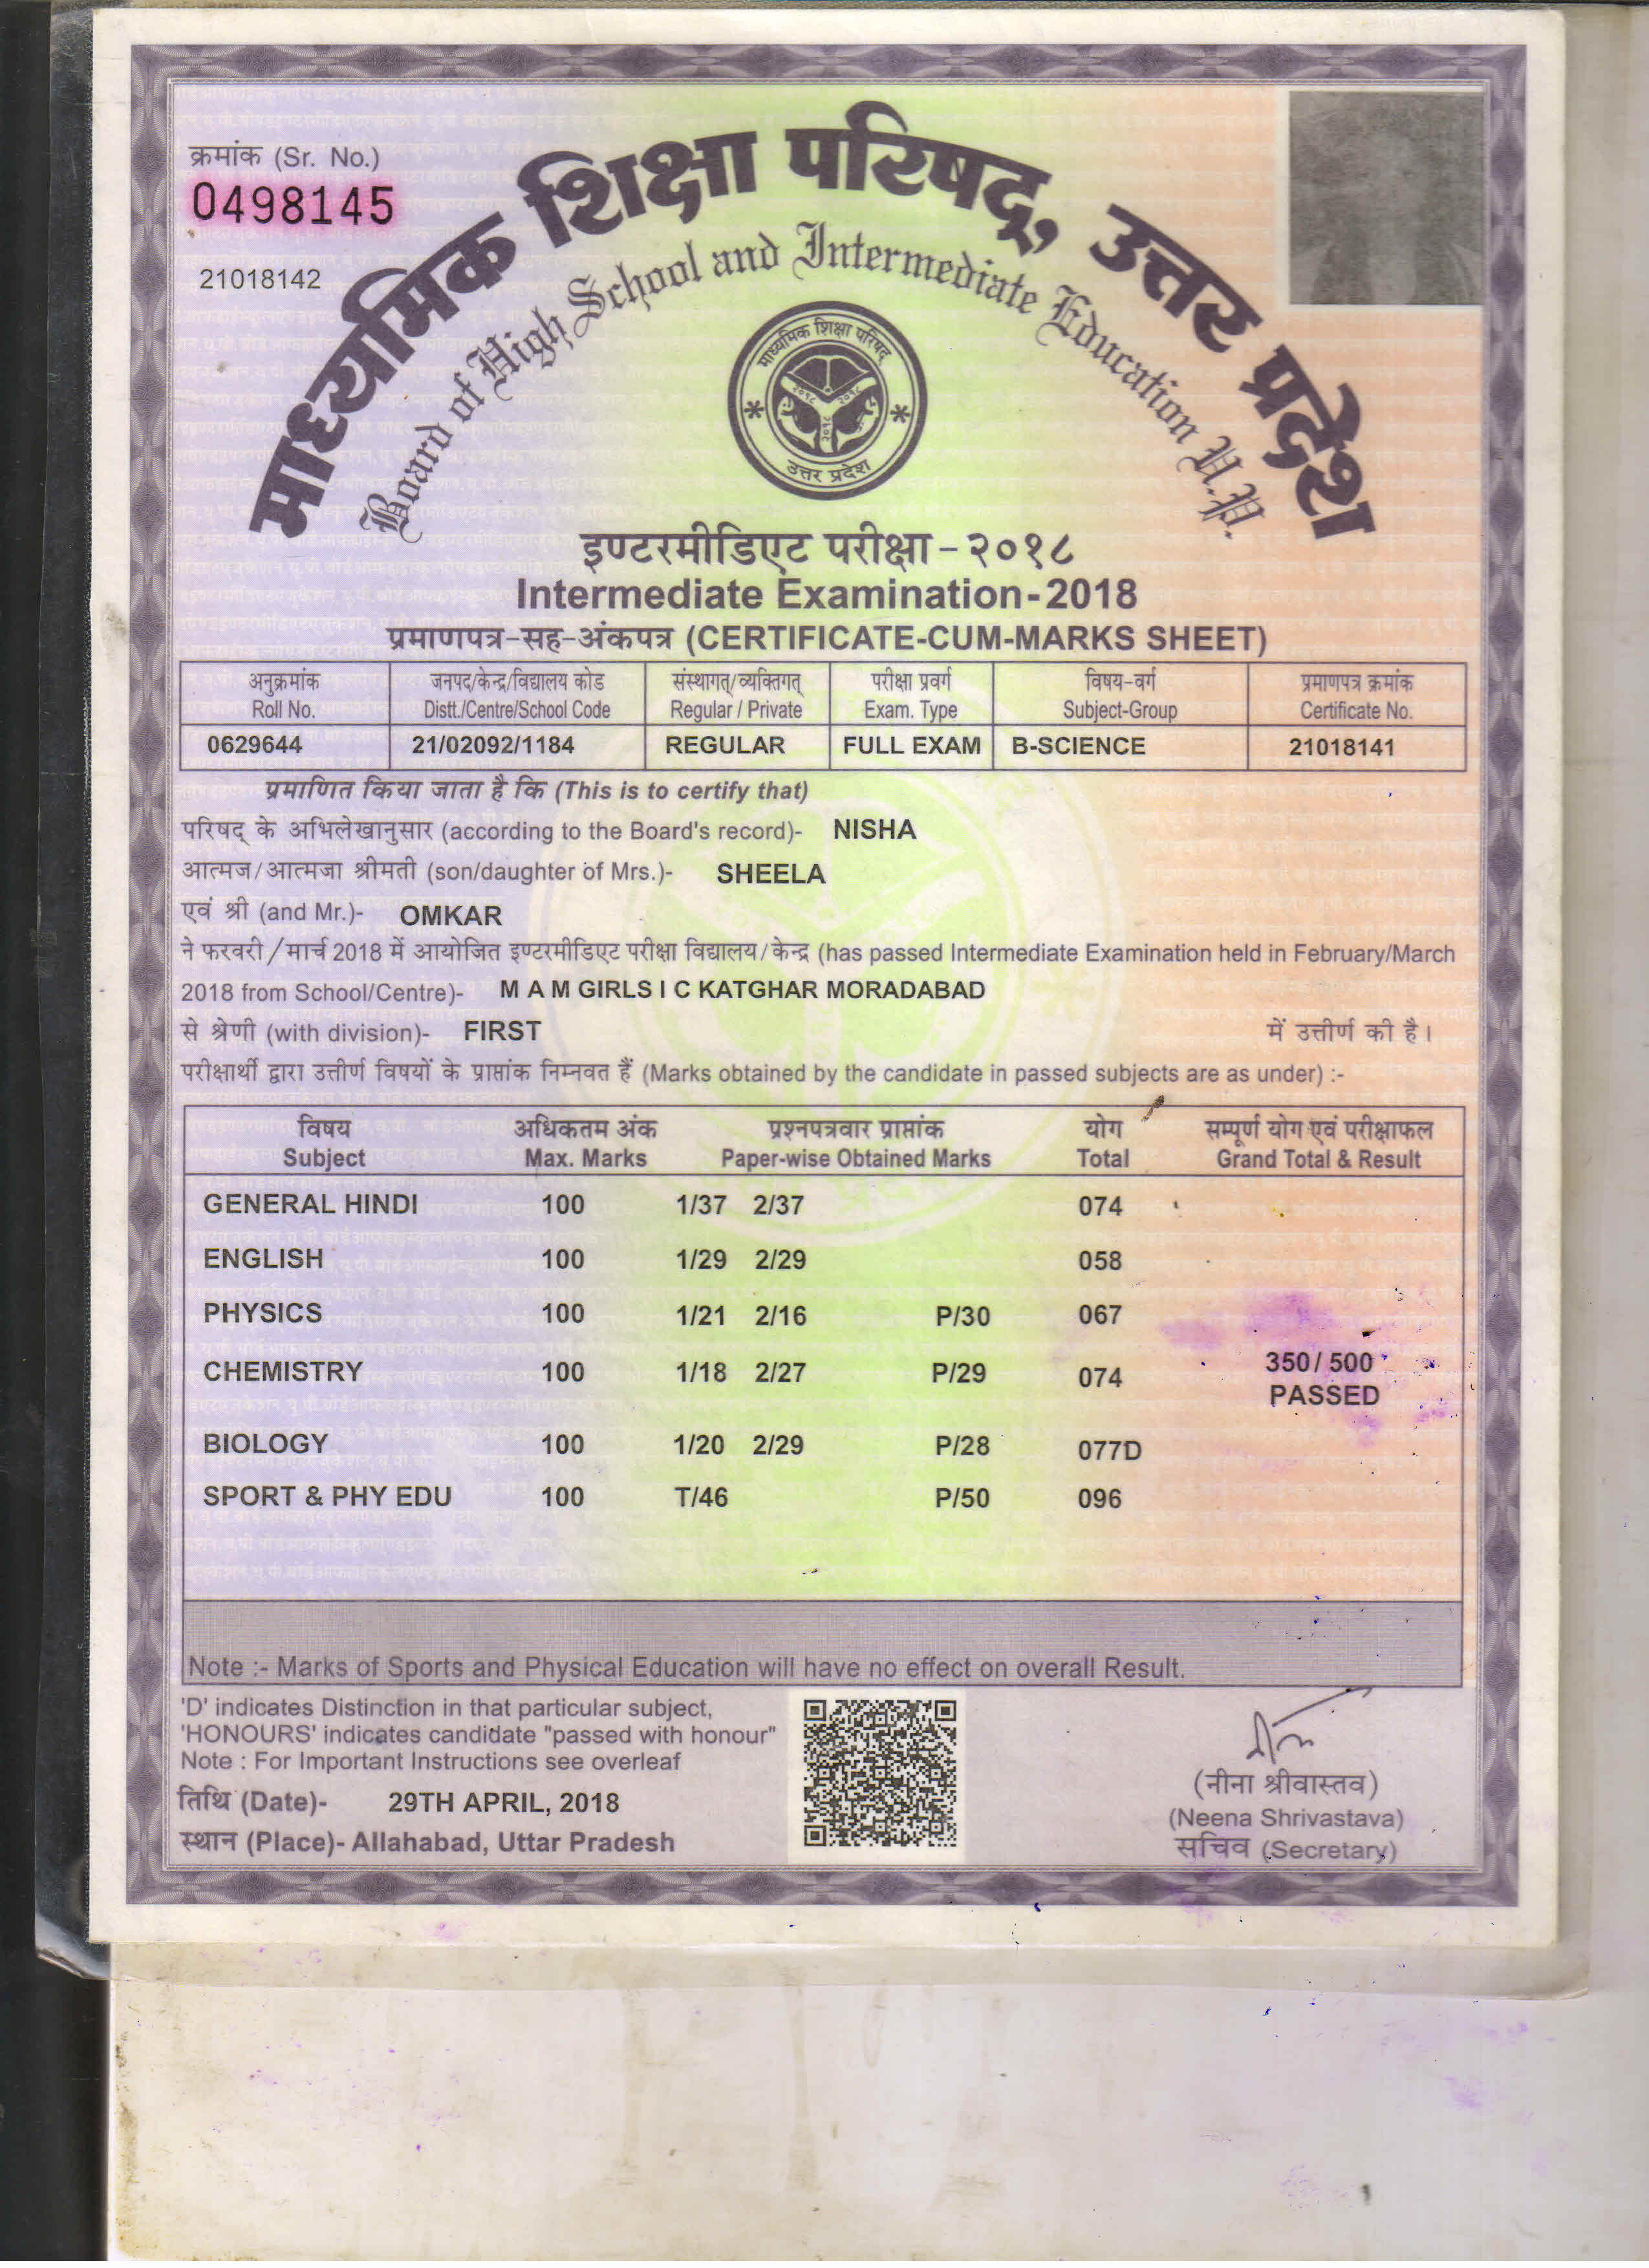 क्रमांक (Sr. No.)
0498145
21018142
माध्यमिक शिक्षा परिषद्, उत्तर प्रदेश
Board of High School and Intermediate Education U.P.
माध्यमिक शिक्षा परिषद्
२०१८ २०१८
२०१८
उत्तर प्रदेश
इण्टरमीडिएट परीक्षा-२०१८
Intermediate Examination-2018
प्रमाणपत्र-सह-अंकपत्र (CERTIFICATE-CUM-MARKS SHEET)
अनुक्रमांक जनपद/केन्द्र/विद्यालय कोड संस्थागत्/व्यक्तिगत् परीक्षा प्रवर्ग विषय-वर्ग प्रमाणपत्र क्रमांक
Roll No. Distt./Centre/School Code Regular / Private Exam. Type Subject-Group Certificate No.
0629644 21/02092/1184 REGULAR FULL EXAM B-SCIENCE 21018141
प्रमाणित किया जाता है कि (This is to certify that)
परिषद् के अभिलेखानुसार (according to the Board's record)- NISHA
आत्मज/आत्मजा श्रीमती (son/daughter of Mrs.)- SHEELA
एवं श्री (and Mr.)- OMKAR
ने फरवरी/मार्च 2018 में आयोजित इण्टरमीडिएट परीक्षा विद्यालय/केन्द्र (has passed Intermediate Examination held in February/March
2018 from School/Centre)- M A M GIRLS I C KATGHAR MORADABAD
से श्रेणी (with division)- FIRST में उत्तीर्ण की है।
परीक्षार्थी द्वारा उत्तीर्ण विषयों के प्राप्तांक निम्नवत हैं (Marks obtained by the candidate in passed subjects are as under) :-
विषय अधिकतम अंक प्रश्नपत्रवार प्राप्तांक योग सम्पूर्ण योग एवं परीक्षाफल
Subject Max. Marks Paper-wise Obtained Marks Total Grand Total & Result
GENERAL HINDI 100 1/37 2/37 074
ENGLISH 100 1/29 2/29 058
PHYSICS 100 1/21 2/16 P/30 067
CHEMISTRY 100 1/18 2/27 P/29 074 350/ 500
PASSED
BIOLOGY 100 1/20 2/29 P/28 077D
SPORT & PHY EDU 100 T/46 P/50 096
Note :- Marks of Sports and Physical Education will have no effect on overall Result.
'D' indicates Distinction in that particular subject,
'HONOURS' indicates candidate "passed with honour"
Note : For Important Instructions see overleaf
तिथि (Date)- 29TH APRIL, 2018
स्थान (Place)- Allahabad, Uttar Pradesh
(नीना श्रीवास्तव)
(Neena Shrivastava)
सचिव (Secretary)